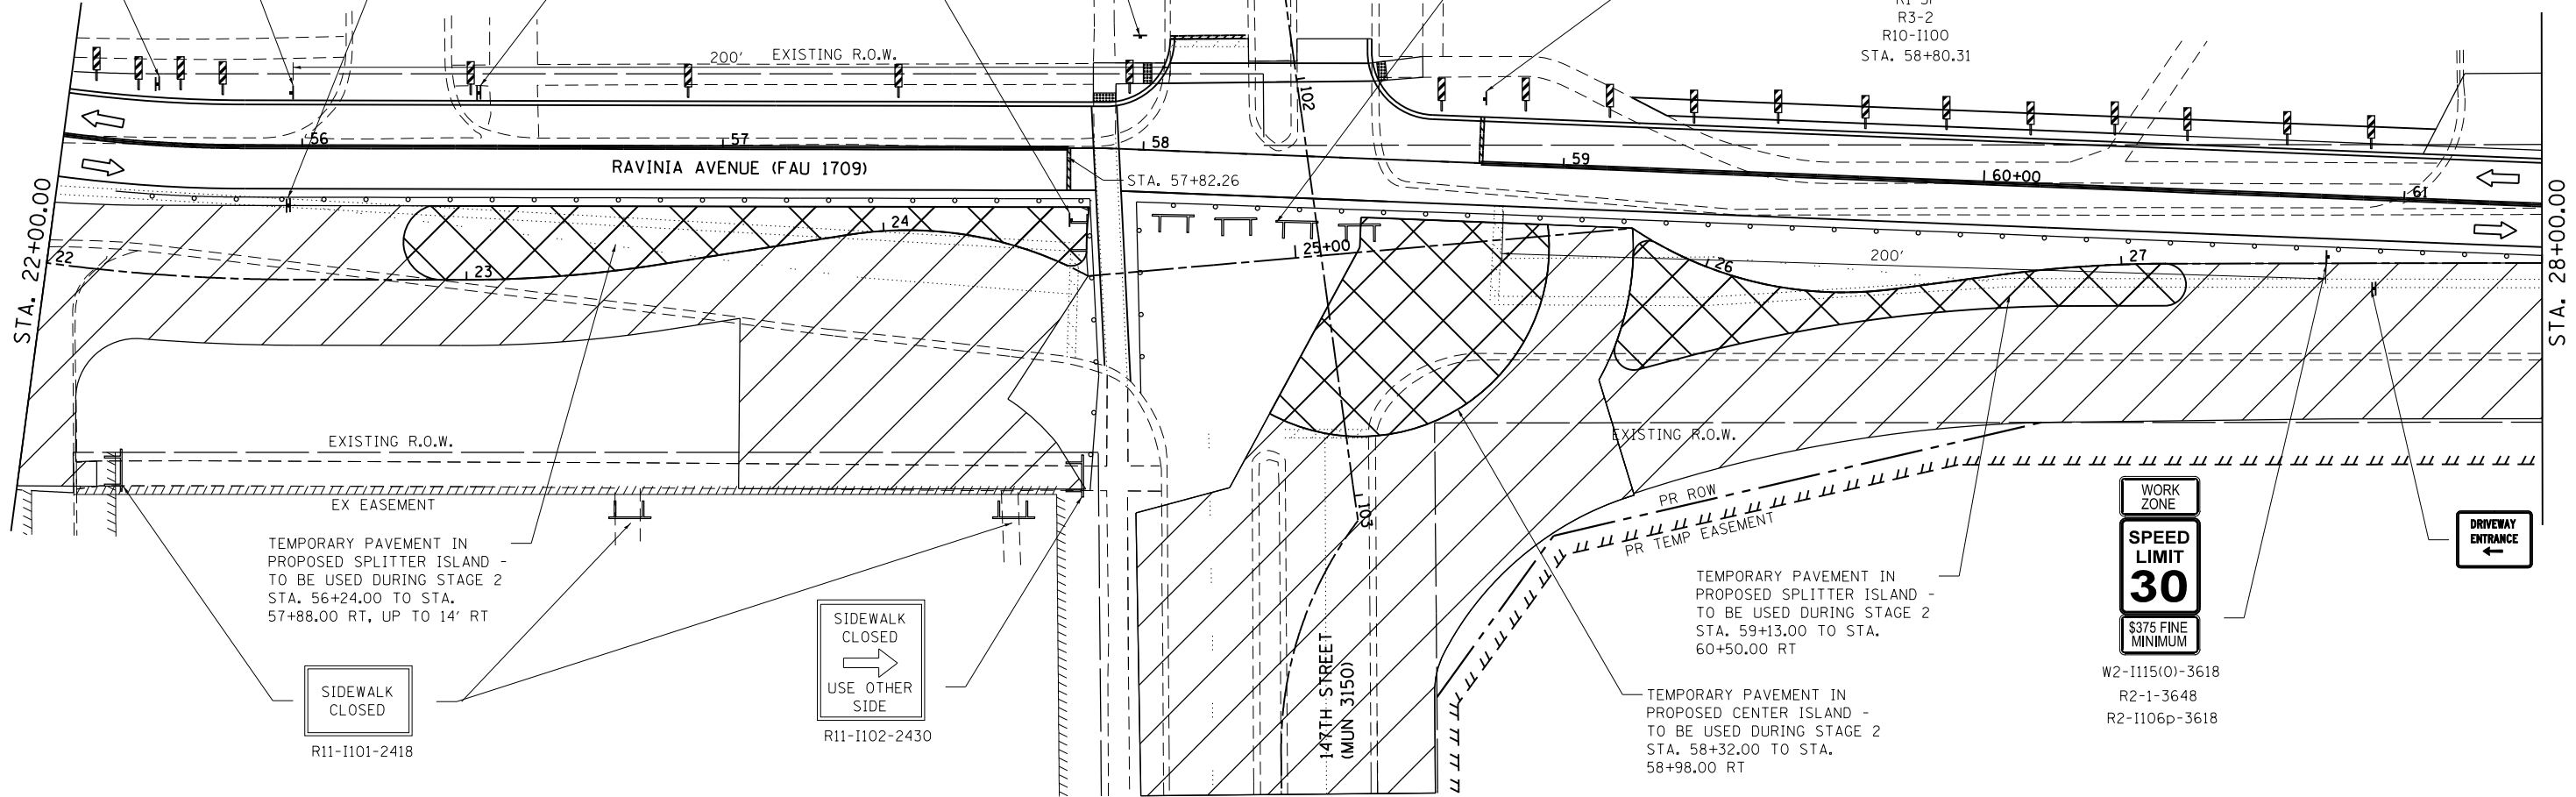 R3-2
R10-I100
STA. 58+80.31
200'
EXISTING R.O.W.
102
56
57
58
59
60+00
61
RAVINIA AVENUE (FAU 1709)
STA. 57+82.26
STA. 22+00.00
STA. 28+00.00
22
23
24
25+00
26
27
200'
EXISTING R.O.W.
EXISTING R.O.W.
EX EASEMENT
103
PR ROW
PR TEMP EASEMENT
TEMPORARY PAVEMENT IN
PROPOSED SPLITTER ISLAND -
TO BE USED DURING STAGE 2
STA. 56+24.00 TO STA.
57+88.00 RT, UP TO 14' RT
SIDEWALK
CLOSED
R11-I101-2418
SIDEWALK
CLOSED
USE OTHER
SIDE
R11-I102-2430
147TH STREET
(MUN 3150)
TEMPORARY PAVEMENT IN
PROPOSED CENTER ISLAND -
TO BE USED DURING STAGE 2
STA. 58+32.00 TO STA.
58+98.00 RT
TEMPORARY PAVEMENT IN
PROPOSED SPLITTER ISLAND -
TO BE USED DURING STAGE 2
STA. 59+13.00 TO STA.
60+50.00 RT
WORK
ZONE
SPEED
LIMIT
30
$375 FINE
MINIMUM
W2-I115(0)-3618
R2-1-3648
R2-I106p-3618
DRIVEWAY
ENTRANCE